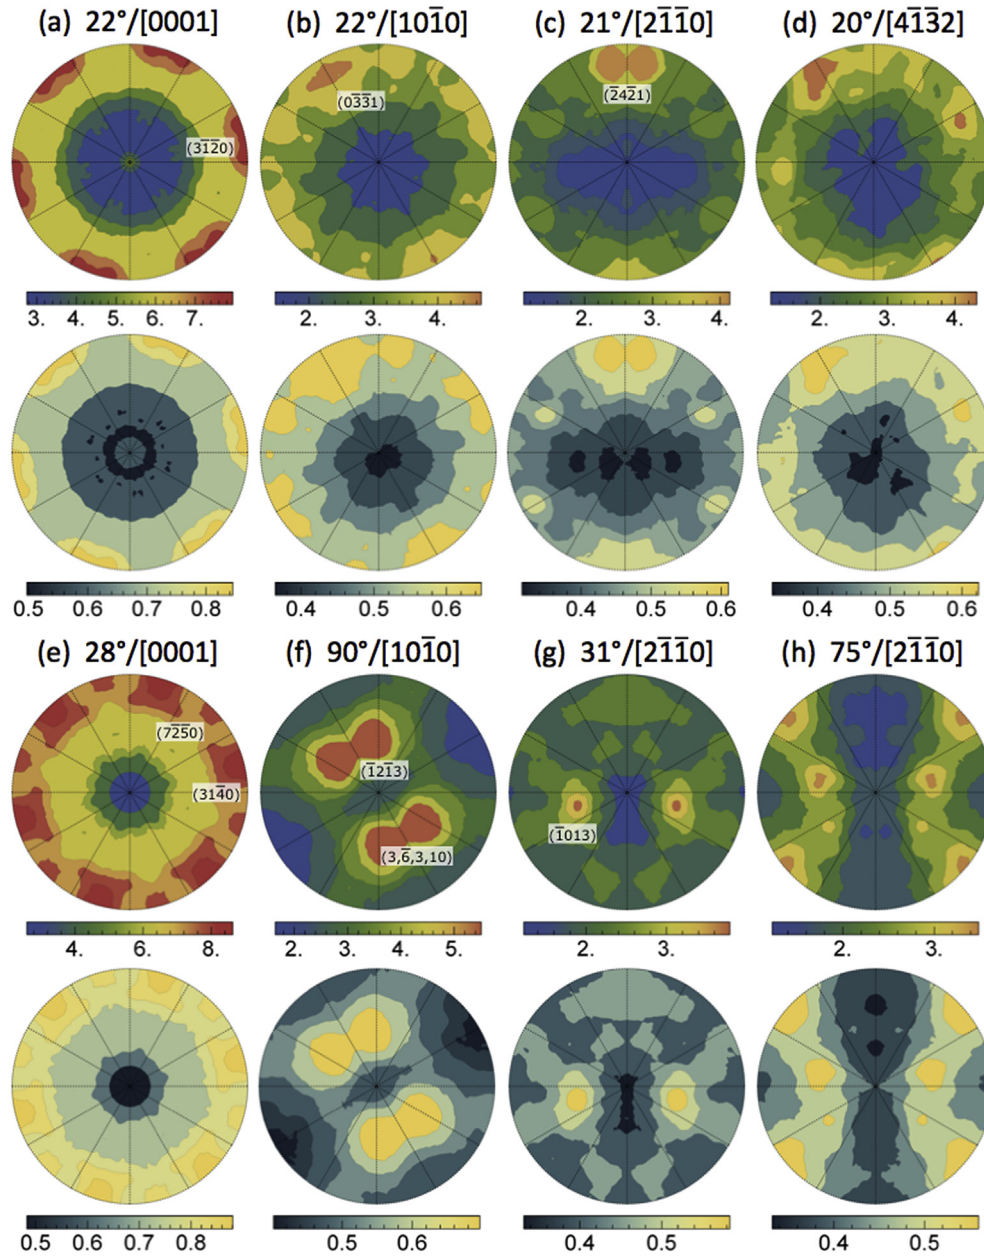 (a) 22°/[0001] (b) 22°/[101̅0] (c) 21°/[21̅1̅0] (d) 20°/[41̅3̅2]
(03̅3̅1)
(2̅42̅1)
(31̅2̅0)
3. 4. 5. 6. 7. 2. 3. 4. 2. 3. 4. 2. 3. 4.
0.5 0.6 0.7 0.8 0.4 0.5 0.6 0.4 0.5 0.6 0.4 0.5 0.6
(e) 28°/[0001] (f) 90°/[101̅0] (g) 31°/[21̅1̅0] (h) 75°/[21̅1̅0]
(72̅5̅0)
(1̅21̅3)
(314̅0)
(1̅013)
(3,6̅,3,10)
4. 6. 8. 2. 3. 4. 5. 2. 3. 2. 3.
0.5 0.6 0.7 0.8 0.5 0.6 0.4 0.5 0.4 0.5